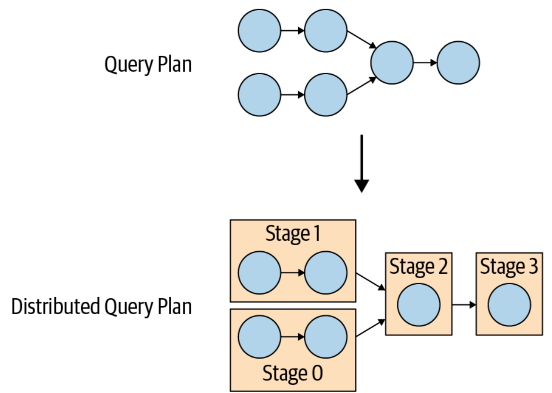 Query Plan
Stage 1
Stage 2
Stage 3
Distributed Query Plan
Stage 0